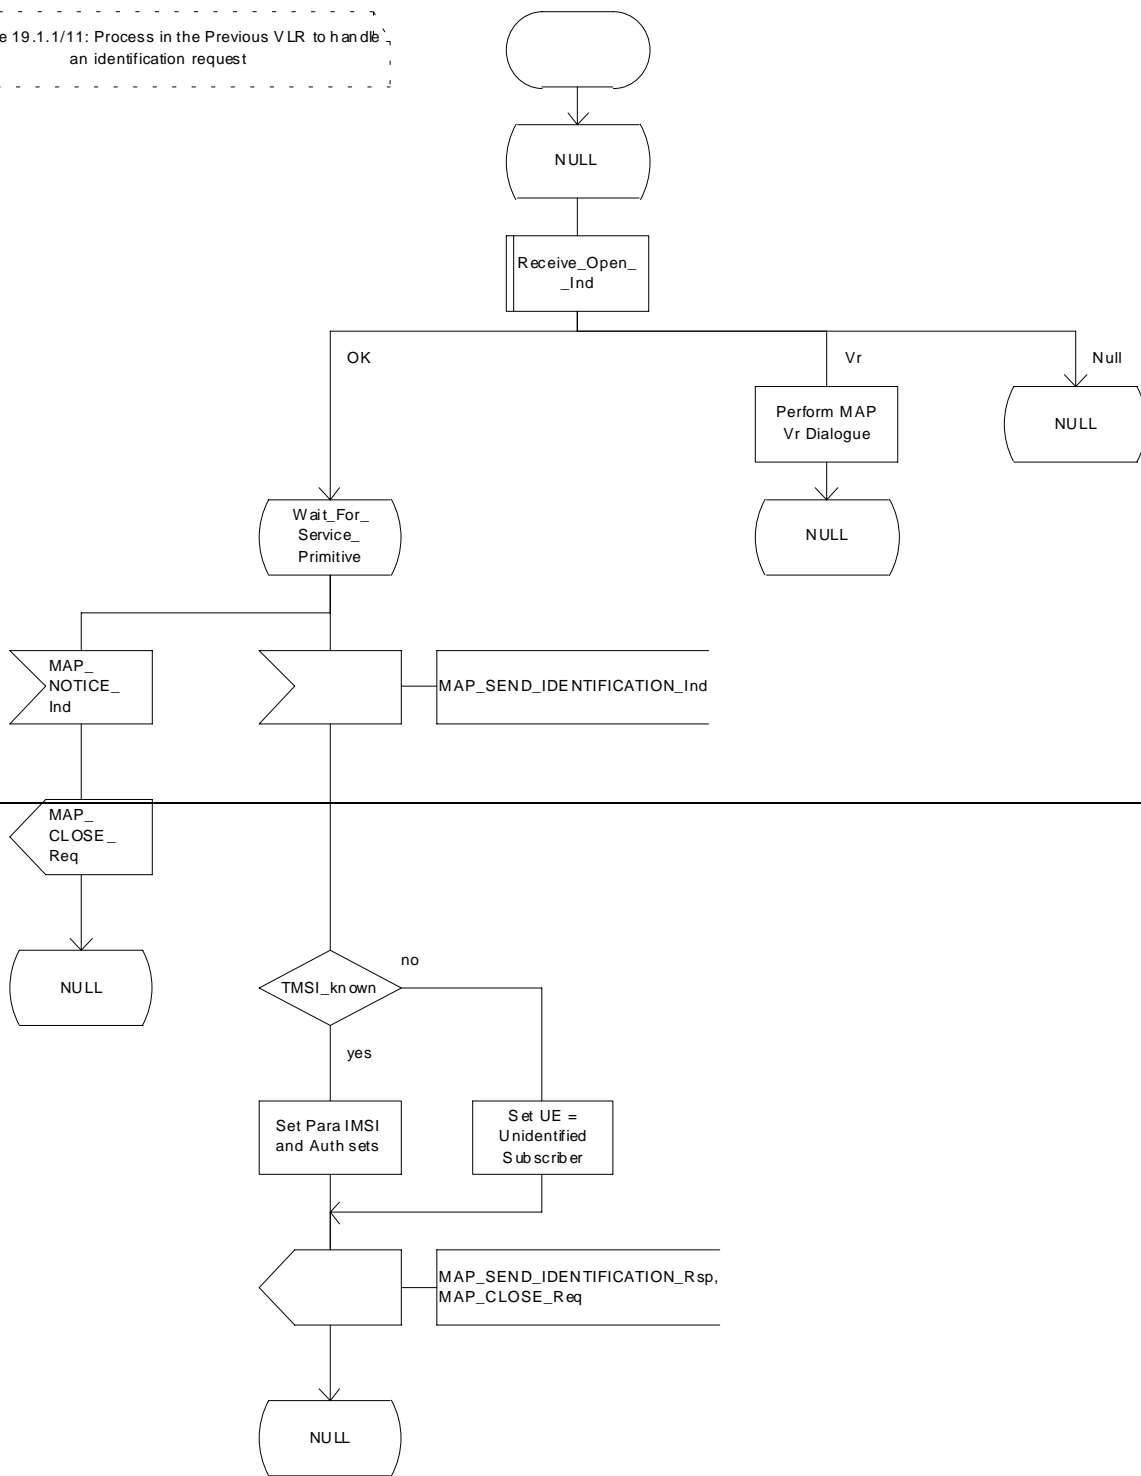 e 19.1.1/11: Process in the Previous VLR to handle
an identification request
NULL
Receive_Open_
_Ind
OK
Vr
Null
Perform MAP
Vr Dialogue
NULL
NULL
Wait_For_
Service_
Primitive
MAP_
NOTICE_
Ind
MAP_SEND_IDENTIFICATION_Ind
MAP_
CLOSE_
Req
NULL
TMSI_known
no
yes
Set Para IMSI
and Auth sets
Set UE =
Unidentified
Subscriber
MAP_SEND_IDENTIFICATION_Rsp,
MAP_CLOSE_Req
NULL